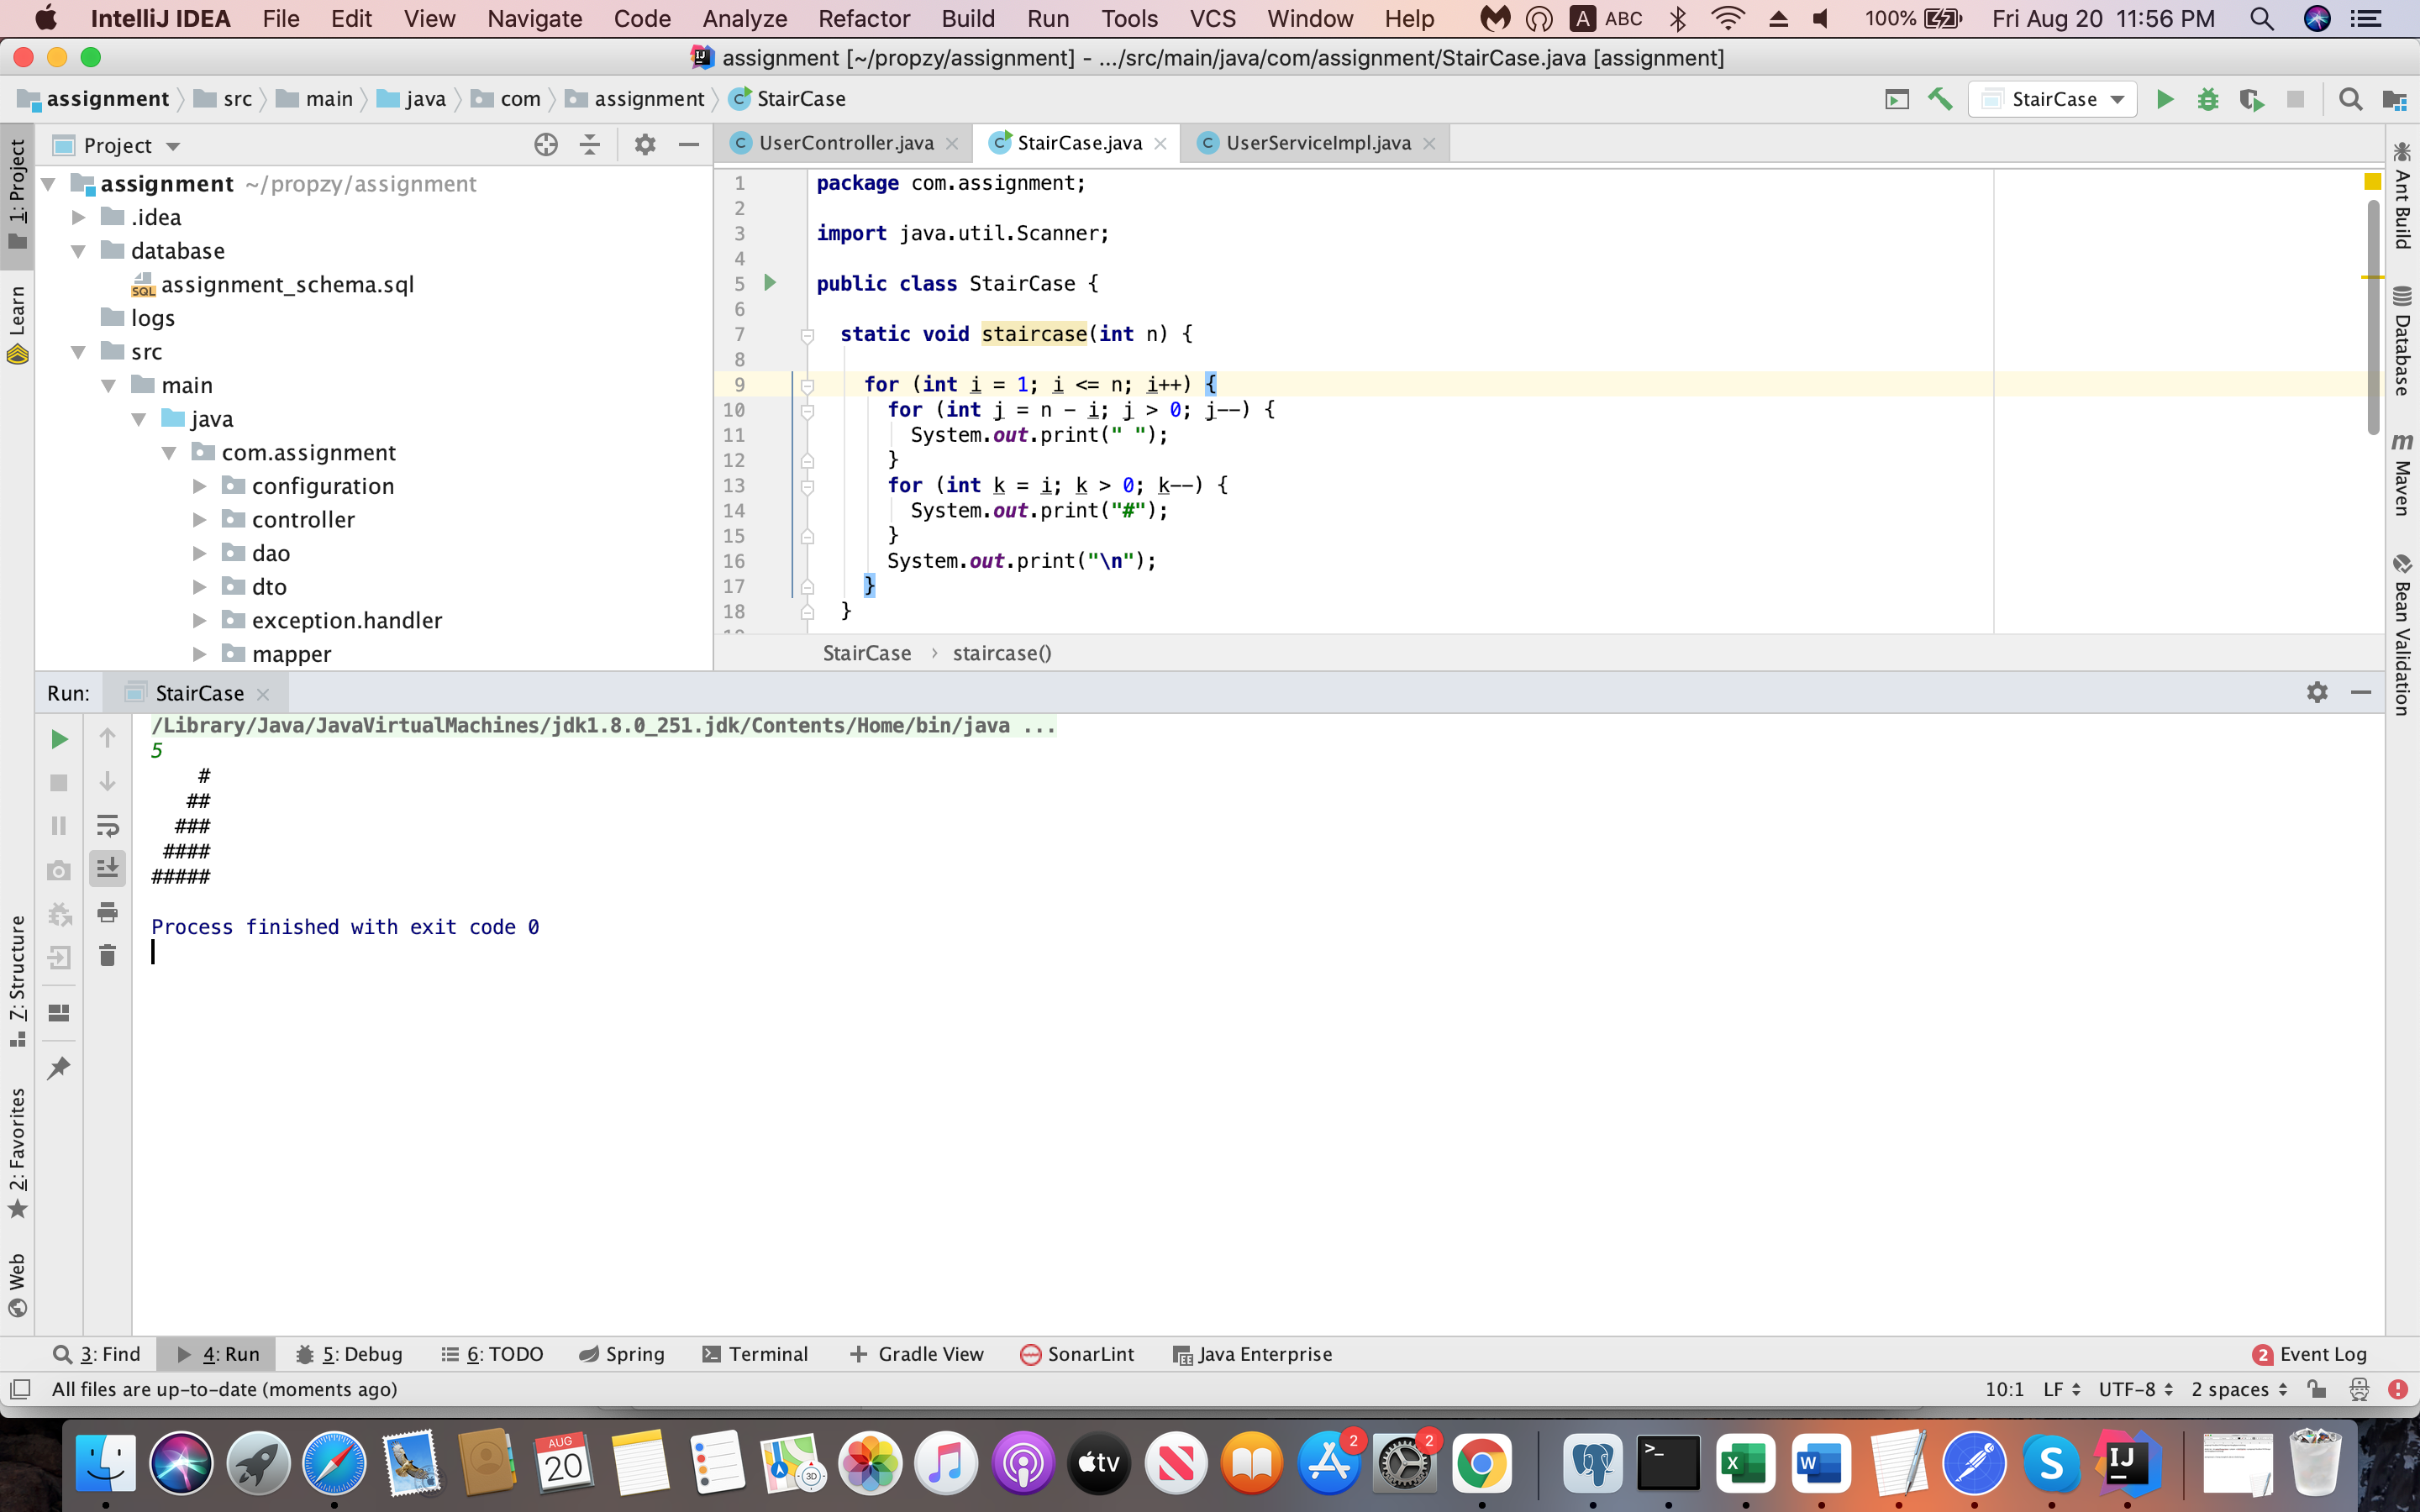 IntelliJ IDEA File Edit View Navigate Code Analyze Refactor Build Run Tools VCS Window Help A ABC 100% Fri Aug 20 11:56 PM
assignment [~/propzy/assignment] - .../src/main/java/com/assignment/StairCase.java [assignment]
assignment src main java com assignment StairCase
StairCase
Project
UserController.java StairCase.java UserServiceImpl.java
assignment ~/propzy/assignment
.idea
database
assignment_schema.sql
logs
src
main
java
com.assignment
configuration
controller
dao
dto
exception.handler
mapper
1 package com.assignment;
2
3 import java.util.Scanner;
4
5 public class StairCase {
6
7   static void staircase(int n) {
8
9     for (int i = 1; i <= n; i++) {
10       for (int j = n - i; j > 0; j--) {
11         System.out.print(" ");
12       }
13       for (int k = i; k > 0; k--) {
14         System.out.print("#");
15       }
16       System.out.print("\n");
17     }
18   }
StairCase › staircase()
1: Project
Learn
7: Structure
2: Favorites
Web
Ant Build
Database
Maven
Bean Validation
Run: StairCase
/Library/Java/JavaVirtualMachines/jdk1.8.0_251.jdk/Contents/Home/bin/java ...
5
    #
   ##
  ###
 ####
#####
Process finished with exit code 0
3: Find 4: Run 5: Debug 6: TODO Spring Terminal Gradle View SonarLint Java Enterprise 2 Event Log
All files are up-to-date (moments ago) 10:1 LF UTF-8 2 spaces
AUG
20
3D
tv
2
2
>_
X
W
S
IJ